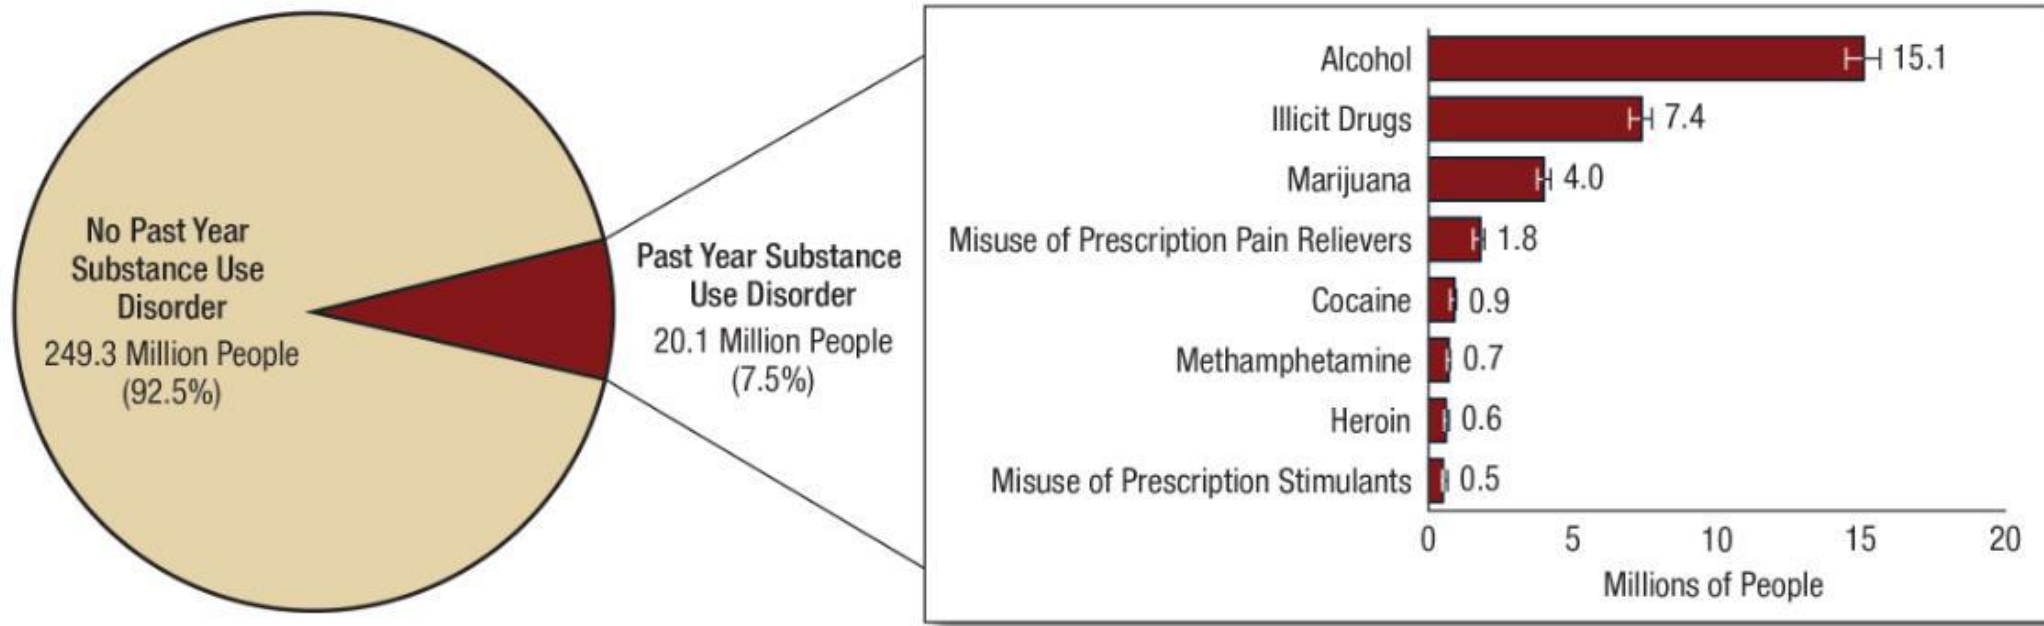 No Past Year
Substance Use
Disorder
249.3 Million People
(92.5%)
Past Year Substance
Use Disorder
20.1 Million People
(7.5%)
Alcohol 15.1
Illicit Drugs 7.4
Marijuana 4.0
Misuse of Prescription Pain Relievers 1.8
Cocaine 0.9
Methamphetamine 0.7
Heroin 0.6
Misuse of Prescription Stimulants 0.5
0 5 10 15 20
Millions of People